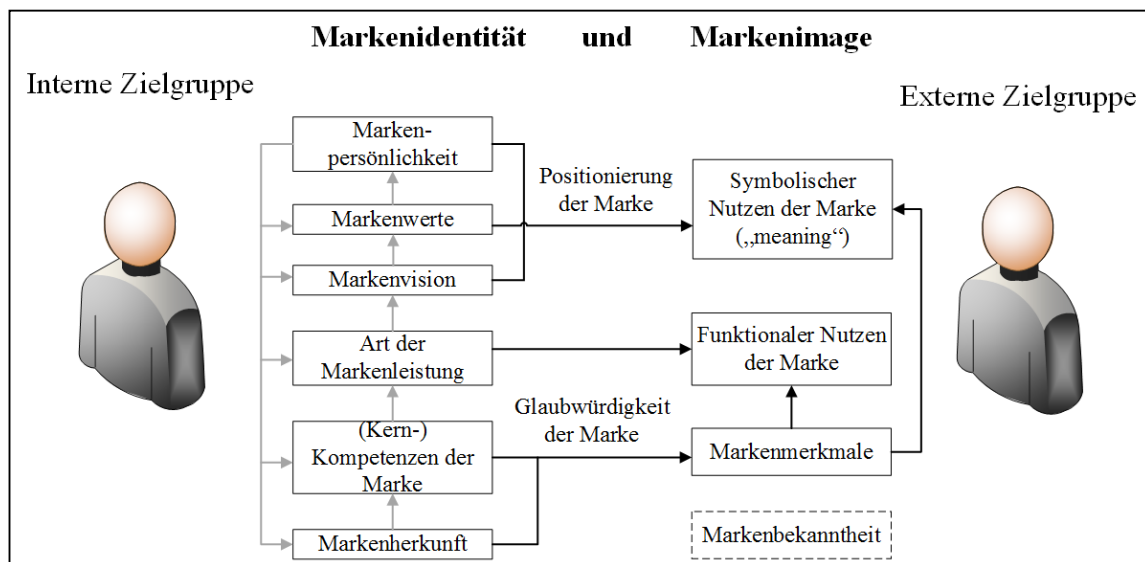 Markenidentität und Markenimage
Interne Zielgruppe
Externe Zielgruppe
Marken-
persönlichkeit
Markenwerte
Markenvision
Art der
Markenleistung
(Kern-)
Kompetenzen der
Marke
Markenherkunft
Positionierung
der Marke
Glaubwürdigkeit
der Marke
Symbolischer
Nutzen der Marke
(„meaning“)
Funktionaler Nutzen
der Marke
Markenmerkmale
Markenbekanntheit